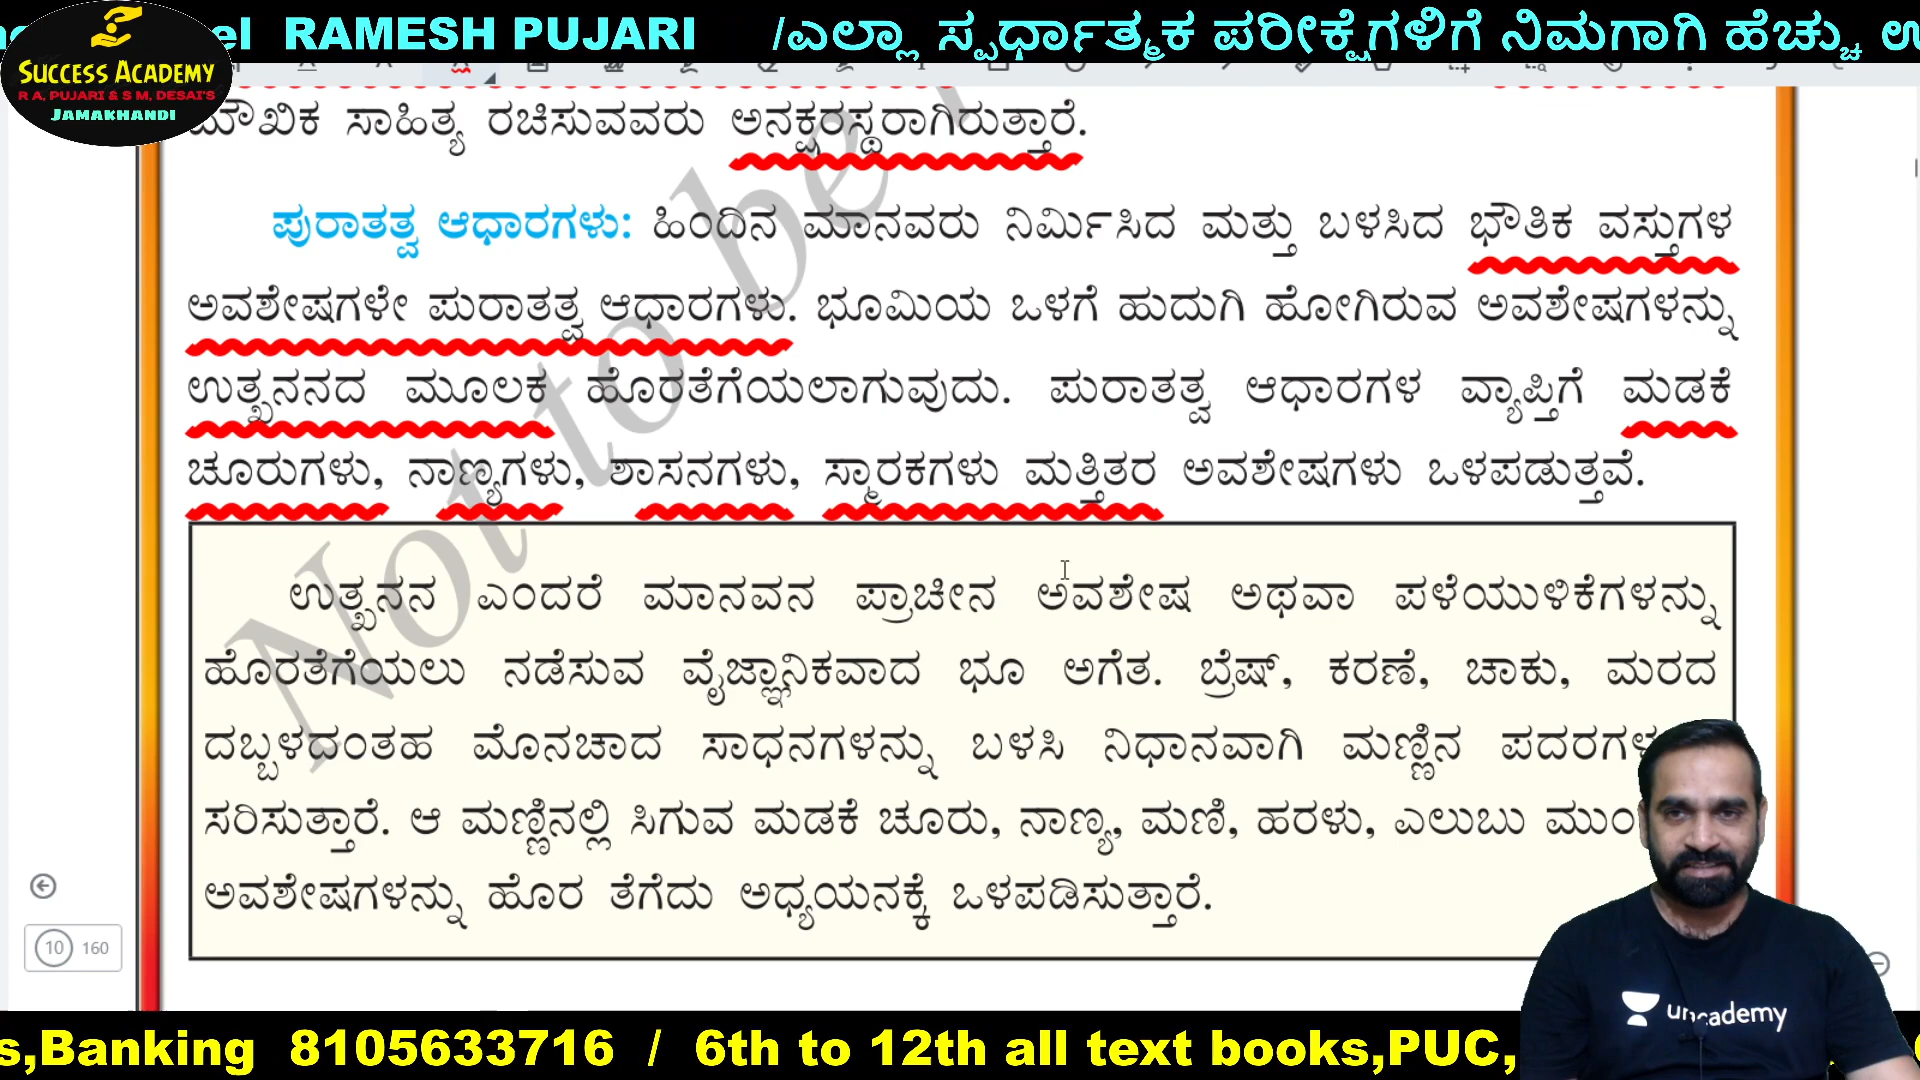 el RAMESH PUJARI /ಎಲ್ಲಾ ಸ್ಪರ್ಧಾತ್ಮಕ ಪರೀಕ್ಷೆಗಳಿಗೆ ನಿಮಗಾಗಿ ಹೆಚ್ಚು
SUCCESS ACADEMY
R A, PUJARI & S M, DESAI'S
JAMAKHANDI
ಮೌಖಿಕ ಸಾಹಿತ್ಯ ರಚಿಸುವವರು ಅನಕ್ಷರಸ್ಥರಾಗಿರುತ್ತಾರೆ.
ಪುರಾತತ್ವ ಆಧಾರಗಳು: ಹಿಂದಿನ ಮಾನವರು ನಿರ್ಮಿಸಿದ ಮತ್ತು ಬಳಸಿದ ಭೌತಿಕ ವಸ್ತುಗಳ
ಅವಶೇಷಗಳೇ ಪುರಾತತ್ವ ಆಧಾರಗಳು. ಭೂಮಿಯ ಒಳಗೆ ಹುದುಗಿ ಹೋಗಿರುವ ಅವಶೇಷಗಳನ್ನು
ಉತ್ಖನನದ ಮೂಲಕ ಹೊರತೆಗೆಯಲಾಗುವುದು. ಪುರಾತತ್ವ ಆಧಾರಗಳ ವ್ಯಾಪ್ತಿಗೆ ಮಡಕೆ
ಚೂರುಗಳು, ನಾಣ್ಯಗಳು, ಶಾಸನಗಳು, ಸ್ಮಾರಕಗಳು ಮತ್ತಿತರ ಅವಶೇಷಗಳು ಒಳಪಡುತ್ತವೆ.
Not to be
ಉತ್ಖನನ ಎಂದರೆ ಮಾನವನ ಪ್ರಾಚೀನ ಅವಶೇಷ ಅಥವಾ ಪಳೆಯುಳಿಕೆಗಳನ್ನು
ಹೊರತೆಗೆಯಲು ನಡೆಸುವ ವೈಜ್ಞಾನಿಕವಾದ ಭೂ ಅಗೆತ. ಬ್ರೆಷ್, ಕರಣೆ, ಚಾಕು, ಮರದ
ದಬ್ಬಳದಂತಹ ಮೊನಚಾದ ಸಾಧನಗಳನ್ನು ಬಳಸಿ ನಿಧಾನವಾಗಿ ಮಣ್ಣಿನ
ಸರಿಸುತ್ತಾರೆ. ಆ ಮಣ್ಣಿನಲ್ಲಿ ಸಿಗುವ ಮಡಕೆ ಚೂರು, ನಾಣ್ಯ, ಮಣಿ, ಹರಳು, ಎಲುಬು
ಅವಶೇಷಗಳನ್ನು ಹೊರ ತೆಗೆದು ಅಧ್ಯಯನಕ್ಕೆ ಒಳಪಡಿಸುತ್ತಾರೆ.
10 160
unacademy
s,Banking 8105633716 / 6th to 12th all text books,PUC,